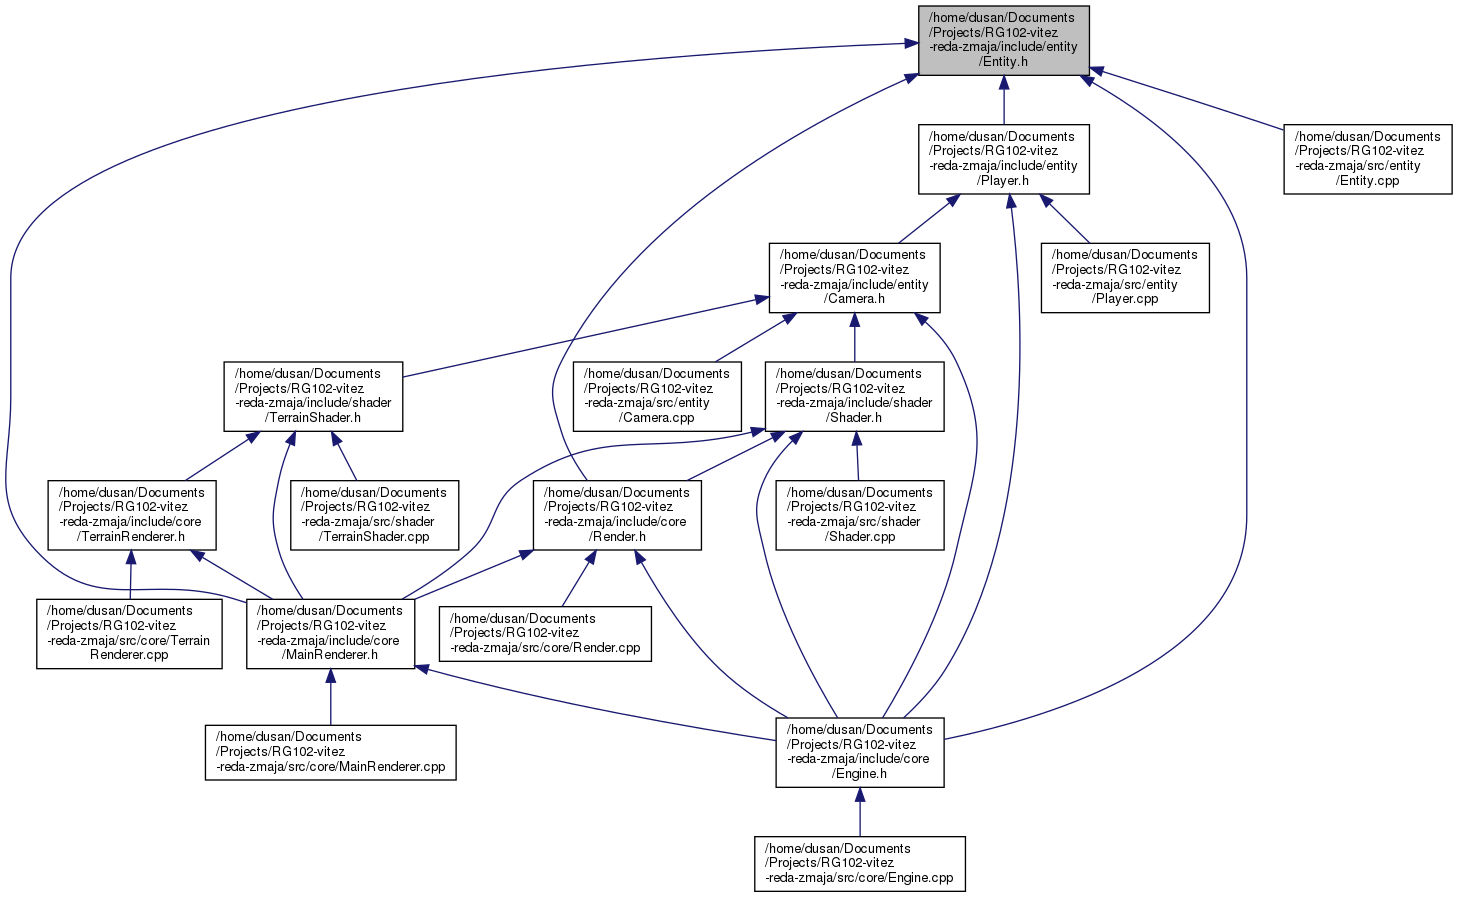 /home/dusan/Documents
/Projects/RG102-vitez
-reda-zmaja/include/entity
/Entity.h
/home/dusan/Documents
/Projects/RG102-vitez
-reda-zmaja/include/entity
/Player.h
/home/dusan/Documents
/Projects/RG102-vitez
-reda-zmaja/src/entity
/Entity.cpp
/home/dusan/Documents
/Projects/RG102-vitez
-reda-zmaja/include/entity
/Camera.h
/home/dusan/Documents
/Projects/RG102-vitez
-reda-zmaja/src/entity
/Player.cpp
/home/dusan/Documents
/Projects/RG102-vitez
-reda-zmaja/include/shader
/TerrainShader.h
/home/dusan/Documents
/Projects/RG102-vitez
-reda-zmaja/src/entity
/Camera.cpp
/home/dusan/Documents
/Projects/RG102-vitez
-reda-zmaja/include/shader
/Shader.h
/home/dusan/Documents
/Projects/RG102-vitez
-reda-zmaja/include/core
/TerrainRenderer.h
/home/dusan/Documents
/Projects/RG102-vitez
-reda-zmaja/src/shader
/TerrainShader.cpp
/home/dusan/Documents
/Projects/RG102-vitez
-reda-zmaja/include/core
/Render.h
/home/dusan/Documents
/Projects/RG102-vitez
-reda-zmaja/src/shader
/Shader.cpp
/home/dusan/Documents
/Projects/RG102-vitez
-reda-zmaja/src/core/Terrain
Renderer.cpp
/home/dusan/Documents
/Projects/RG102-vitez
-reda-zmaja/include/core
/MainRenderer.h
/home/dusan/Documents
/Projects/RG102-vitez
-reda-zmaja/src/core/Render.cpp
/home/dusan/Documents
/Projects/RG102-vitez
-reda-zmaja/src/core/MainRenderer.cpp
/home/dusan/Documents
/Projects/RG102-vitez
-reda-zmaja/include/core
/Engine.h
/home/dusan/Documents
/Projects/RG102-vitez
-reda-zmaja/src/core/Engine.cpp